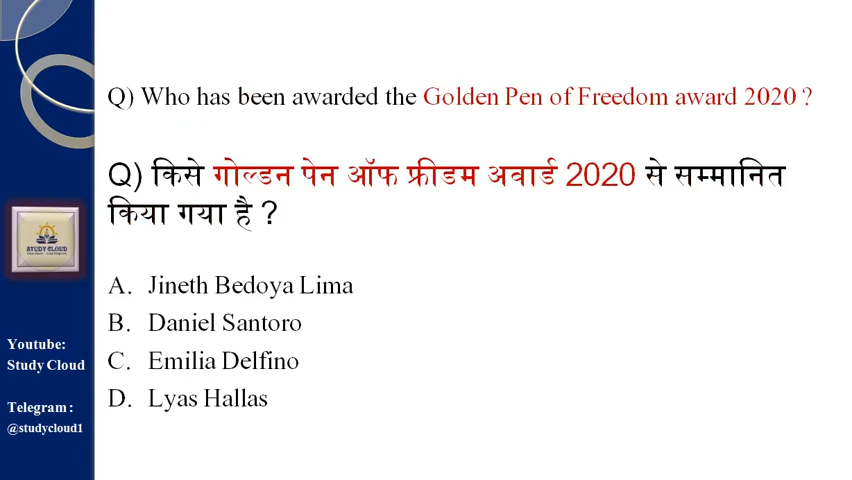 Q) Who has been awarded the Golden Pen of Freedom award 2020 ?
Q) किसे गोल्डन पेन ऑफ फ्रीडम अवार्ड 2020 से सम्मानित
किया गया है ?
A. Jineth Bedoya Lima
B. Daniel Santoro
C. Emilia Delfino
D. Lyas Hallas
STUDY CLOUD
Youtube:
Study Cloud
Telegram :
@studycloud1